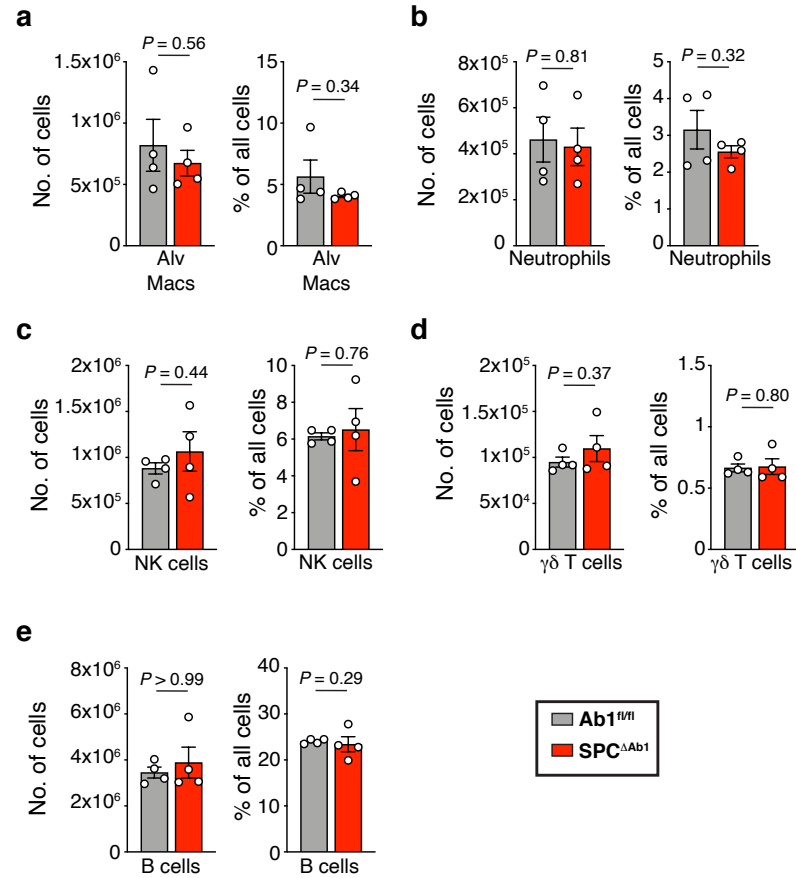 a
No. of cells
1.5x10⁶
1x10⁶
5x10⁵
0
P = 0.56
Alv
Macs
% of all cells
15
10
5
0
P = 0.34
Alv
Macs
b
No. of cells
8x10⁵
6x10⁵
4x10⁵
2x10⁵
0
P = 0.81
Neutrophils
% of all cells
5
4
3
2
1
0
P = 0.32
Neutrophils
c
No. of cells
2x10⁶
1.5x10⁶
1x10⁶
5x10⁵
0
P = 0.44
NK cells
% of all cells
10
8
6
4
2
0
P = 0.76
NK cells
d
No. of cells
2x10⁵
1.5x10⁵
1x10⁵
5x10⁴
0
P = 0.37
γδ T cells
% of all cells
1.5
1
0.5
0
P = 0.80
γδ T cells
e
No. of cells
8x10⁶
6x10⁶
4x10⁶
2x10⁶
0
P > 0.99
B cells
% of all cells
40
30
20
10
0
P = 0.29
B cells
Ab1fl/fl
SPCΔAb1